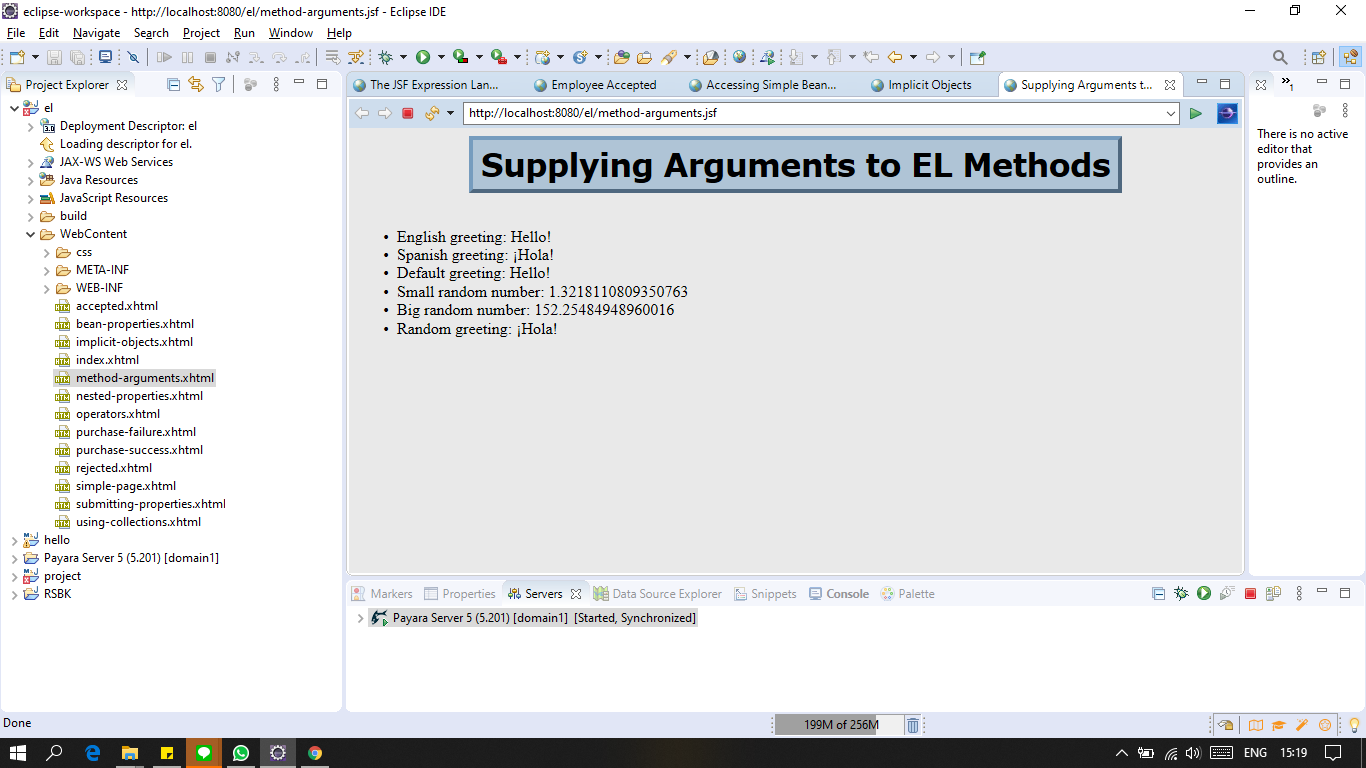 eclipse-workspace - http://localhost:8080/el/method-arguments.jsf - Eclipse IDE
File Edit Navigate Search Project Run Window Help
Project Explorer
el
Deployment Descriptor: el
Loading descriptor for el.
JAX-WS Web Services
Java Resources
JavaScript Resources
build
WebContent
css
META-INF
WEB-INF
accepted.xhtml
bean-properties.xhtml
implicit-objects.xhtml
index.xhtml
method-arguments.xhtml
nested-properties.xhtml
operators.xhtml
purchase-failure.xhtml
purchase-success.xhtml
rejected.xhtml
simple-page.xhtml
submitting-properties.xhtml
using-collections.xhtml
hello
Payara Server 5 (5.201) [domain1]
project
RSBK
The JSF Expression Lan... Employee Accepted Accessing Simple Bean... Implicit Objects Supplying Arguments t...
http://localhost:8080/el/method-arguments.jsf
Supplying Arguments to EL Methods
• English greeting: Hello!
• Spanish greeting: ¡Hola!
• Default greeting: Hello!
• Small random number: 1.3218110809350763
• Big random number: 152.25484948960016
• Random greeting: ¡Hola!
»1
There is no active
editor that
provides an
outline.
Markers Properties Servers Data Source Explorer Snippets Console Palette
Payara Server 5 (5.201) [domain1] [Started, Synchronized]
Done
199M of 256M
ENG 15:19